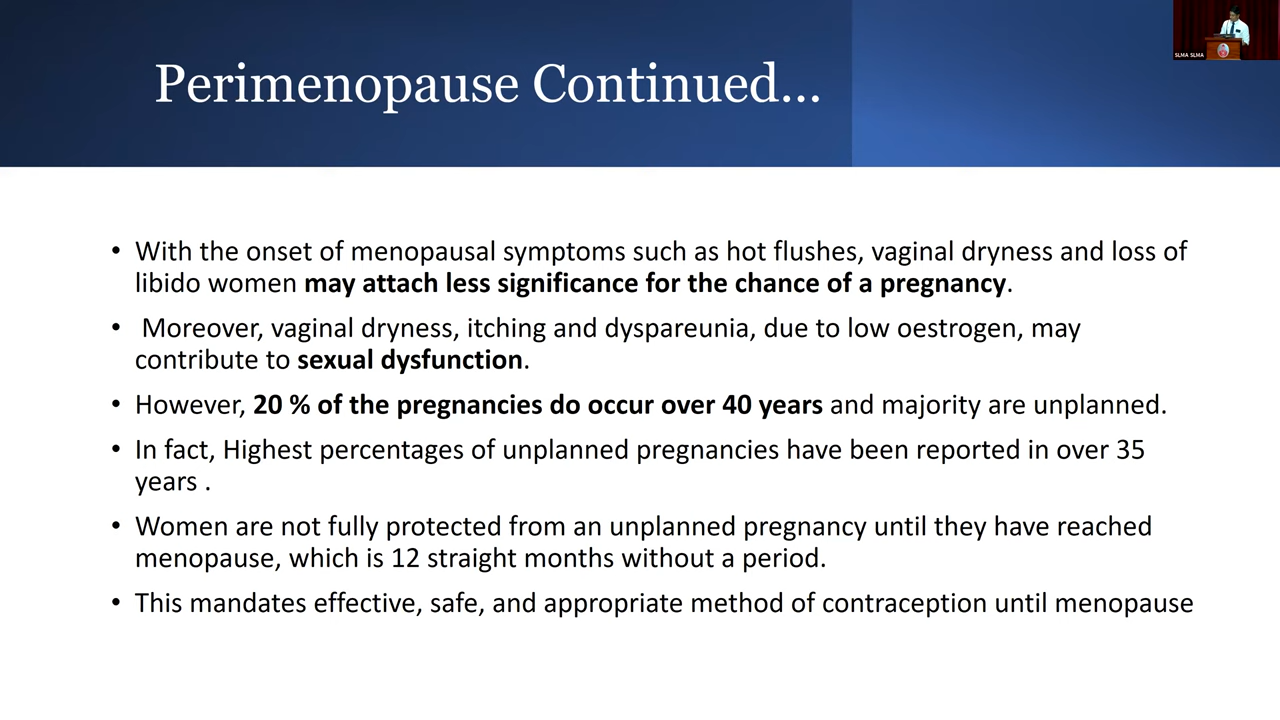 Perimenopause Continued...
SLMA SLMA
• With the onset of menopausal symptoms such as hot flushes, vaginal dryness and loss of
libido women may attach less significance for the chance of a pregnancy.
• Moreover, vaginal dryness, itching and dyspareunia, due to low oestrogen, may
contribute to sexual dysfunction.
• However, 20 % of the pregnancies do occur over 40 years and majority are unplanned.
• In fact, Highest percentages of unplanned pregnancies have been reported in over 35
years .
• Women are not fully protected from an unplanned pregnancy until they have reached
menopause, which is 12 straight months without a period.
• This mandates effective, safe, and appropriate method of contraception until menopause